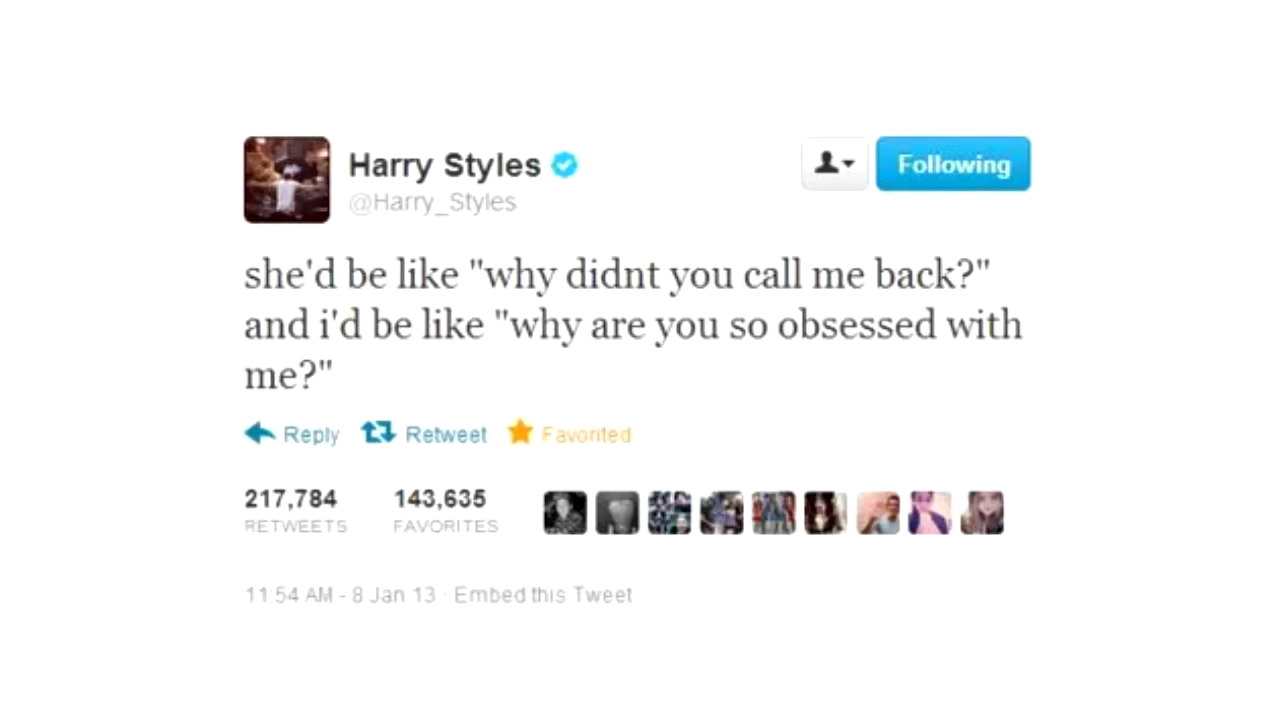 Harry Styles
Following
@Harry_Styles
she'd be like "why didnt you call me back?"
and i'd be like "why are you so obsessed with
me?"
Reply Retweet Favorited
217,784 143,635
RETWEETS FAVORITES
11:54 AM - 8 Jan 13 · Embed this Tweet